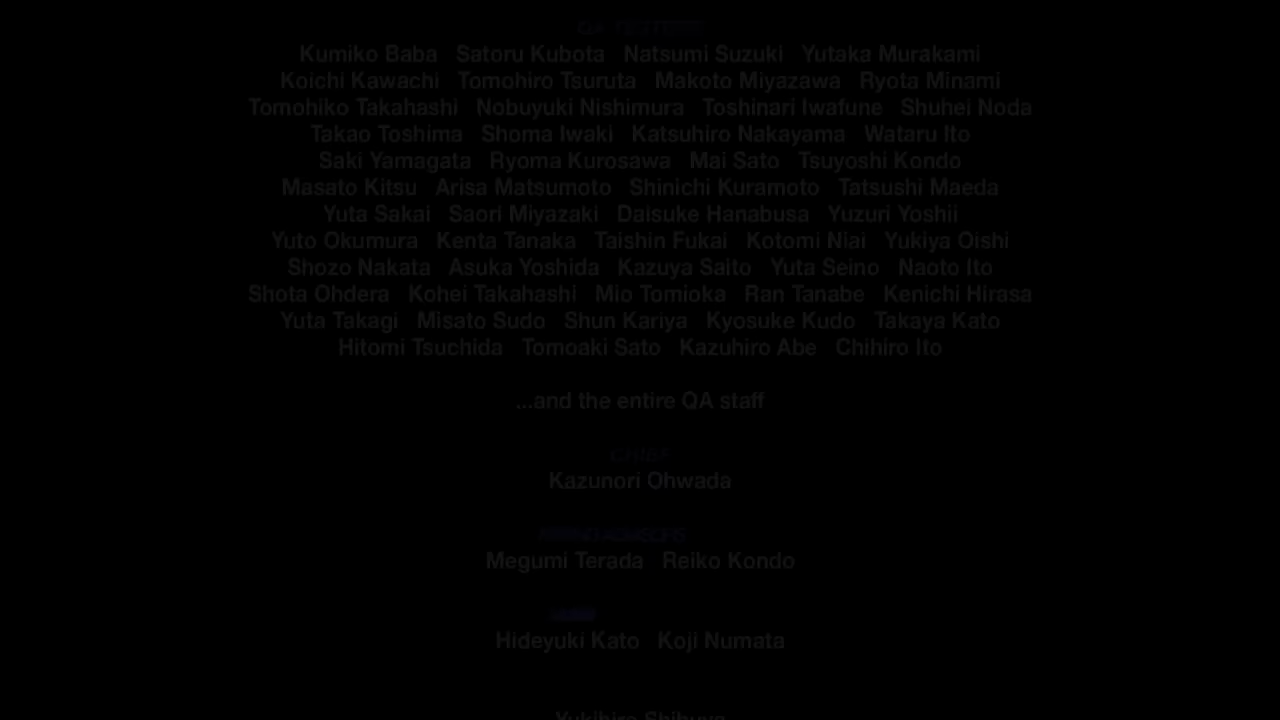 Kumiko Baba Satoru Kubota Natsumi Suzuki Yutaka Murakami
Koichi Kawachi Tomohiro Tsuruta Makoto Miyazawa Ryota Minami
Tomohiko Takahashi Nobuyuki Nishimura Toshinari Iwafune Shuhei Noda
Takao Toshima Shoma Iwaki Katsuhiro Nakayama Wataru Ito
Saki Yamagata Ryoma Kurosawa Mai Sato Tsuyoshi Kondo
Masato Kitsu Arisa Matsumoto Shinichi Kuramoto Tatsushi Maeda
Yuta Sakai Saori Miyazaki Daisuke Hanabusa Yuzuri Yoshii
Yuto Okumura Kenta Tanaka Taishin Fukai Kotomi Niai Yukiya Oishi
Shozo Nakata Asuka Yoshida Kazuya Saito Yuta Seino Naoto Ito
Shota Ohdera Kohei Takahashi Mio Tomioka Ran Tanabe Kenichi Hirasa
Yuta Takagi Misato Sudo Shun Kariya Kyosuke Kudo Takaya Kato
Hitomi Tsuchida Tomoaki Sato Kazuhiro Abe Chihiro Ito
...and the entire QA staff
Kazunori Ohwada
Megumi Terada Reiko Kondo
Hideyuki Kato Koji Numata
Yukihiro Shibuya